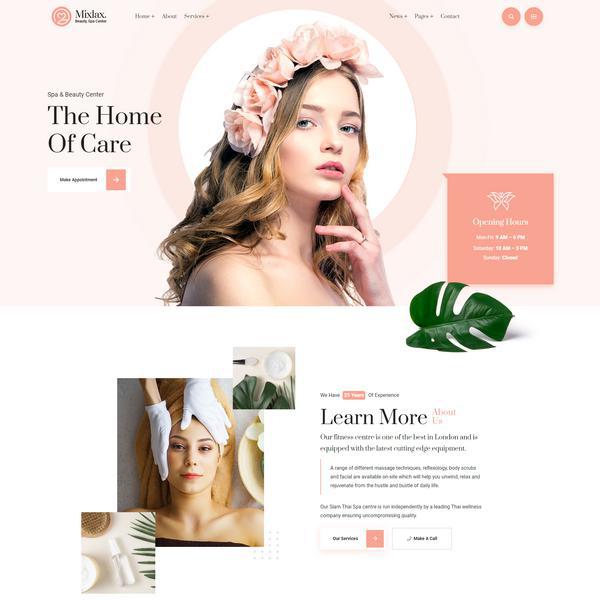 Mixlax.
Beauty, Spa Center
Home + About Services +
News + Pages + Contact
Spa & Beauty Center
The Home
Of Care
Make Appointment
Opening Hours
Mon-Fri: 9 AM – 6 PM
Saturday: 10 AM – 3 PM
Sunday: Closed
We Have 25 Years Of Experience
Learn More About
Us
Our fitness centre is one of the best in London and is
equipped with the latest cutting edge equipment.
A range of different massage techniques, reflexology, body scrubs
and facial are available on-site which will help you unwind, relax and
rejuvenate from the hustle and bustle of daily life.
Our Siam Thai Spa centre is run independently by a leading Thai wellness
company ensuring uncompromising quality.
Our Services
Make A Call